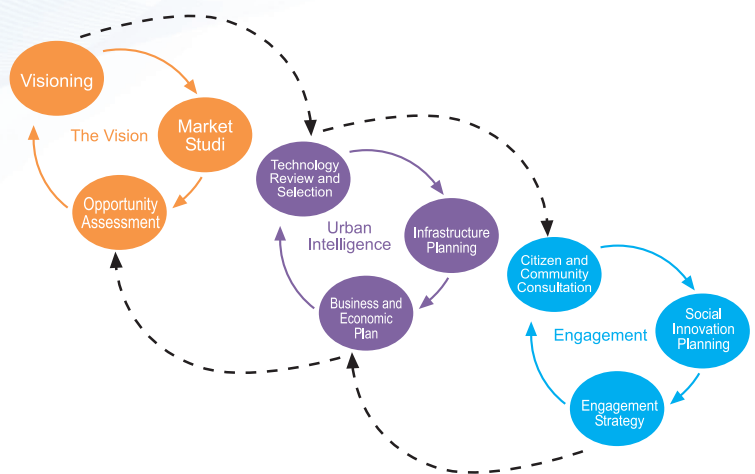 Visioning
The Vision
Market
Studi
Opportunity
Assessment
Technology
Review and
Selection
Urban
Intelligence
Infrastructure
Planning
Business and
Economic
Plan
Citizen and
Community
Consultation
Engagement
Social
Innovation
Planning
Engagement
Strategy